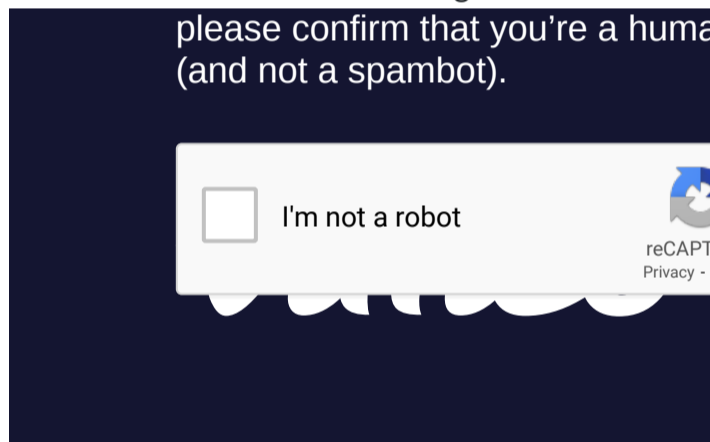 please confirm that you’re a huma
(and not a spambot).
I'm not a robot
reCAPT
Privacy -